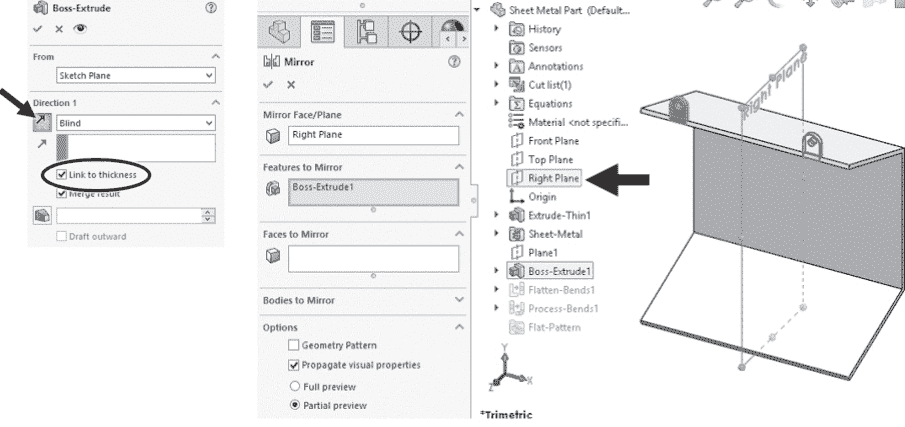 Boss-Extrude
From
Sketch Plane
Direction 1
Blind
Link to thickness
Merge result
Draft outward
Mirror
Mirror Face/Plane
Right Plane
Features to Mirror
Boss-Extrude1
Faces to Mirror
Bodies to Mirror
Options
Geometry Pattern
Propagate visual properties
Full preview
Partial preview
Sheet Metal Part (Default...
History
Sensors
Annotations
Cut list(1)
Equations
Material <not specifi...
Front Plane
Top Plane
Right Plane
Origin
Extrude-Thin1
Sheet-Metal
Plane1
Boss-Extrude1
Flatten-Bends1
Process-Bends1
Flat-Pattern
Y
Z
X
*Trimetric
Right Plane